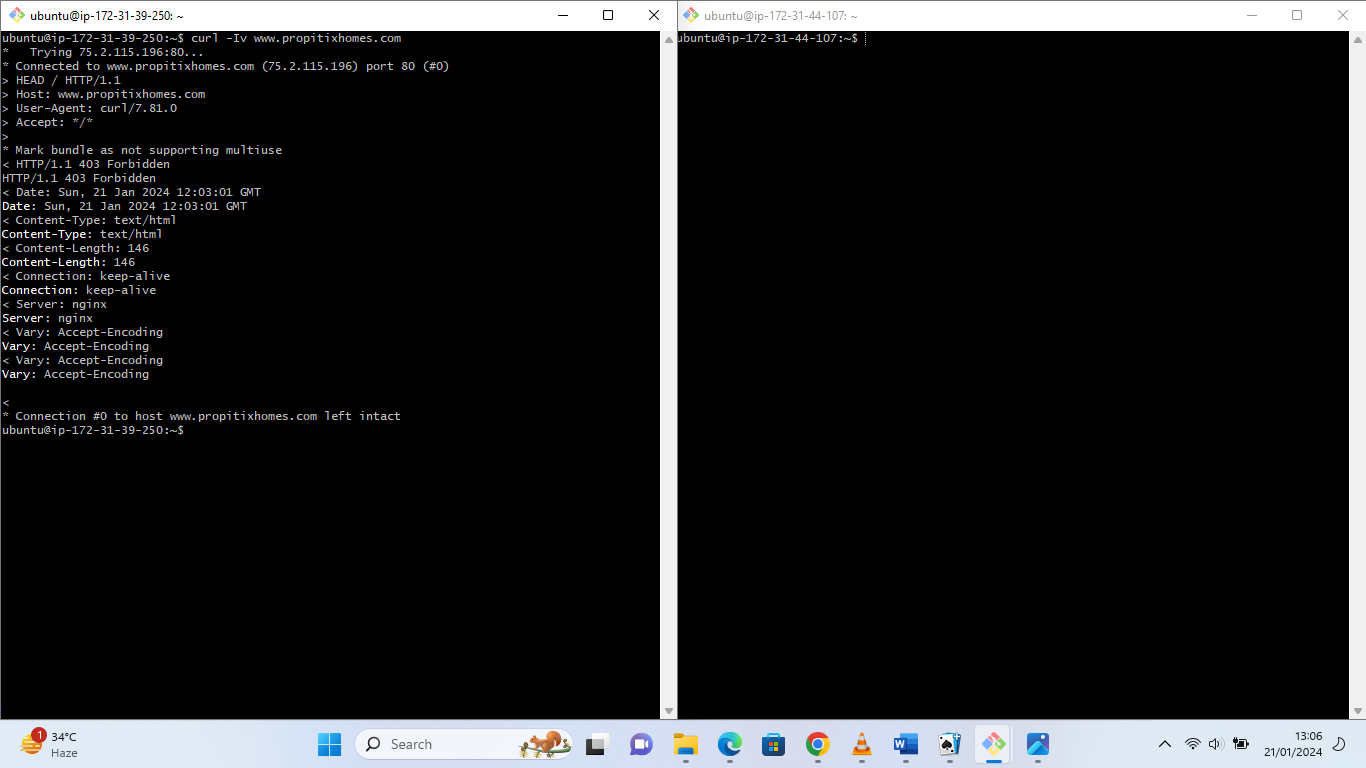 ubuntu@ip-172-31-39-250: ~
ubuntu@ip-172-31-39-250:~$ curl -Iv www.propitixhomes.com
*   Trying 75.2.115.196:80...
* Connected to www.propitixhomes.com (75.2.115.196) port 80 (#0)
> HEAD / HTTP/1.1
> Host: www.propitixhomes.com
> User-Agent: curl/7.81.0
> Accept: */*
>
* Mark bundle as not supporting multiuse
< HTTP/1.1 403 Forbidden
HTTP/1.1 403 Forbidden
< Date: Sun, 21 Jan 2024 12:03:01 GMT
Date: Sun, 21 Jan 2024 12:03:01 GMT
< Content-Type: text/html
Content-Type: text/html
< Content-Length: 146
Content-Length: 146
< Connection: keep-alive
Connection: keep-alive
< Server: nginx
Server: nginx
< Vary: Accept-Encoding
Vary: Accept-Encoding
< Vary: Accept-Encoding
Vary: Accept-Encoding
<
* Connection #0 to host www.propitixhomes.com left intact
ubuntu@ip-172-31-39-250:~$
ubuntu@ip-172-31-44-107: ~
ubuntu@ip-172-31-44-107:~$
1
34°C
Haze
Search
W
13:06
21/01/2024